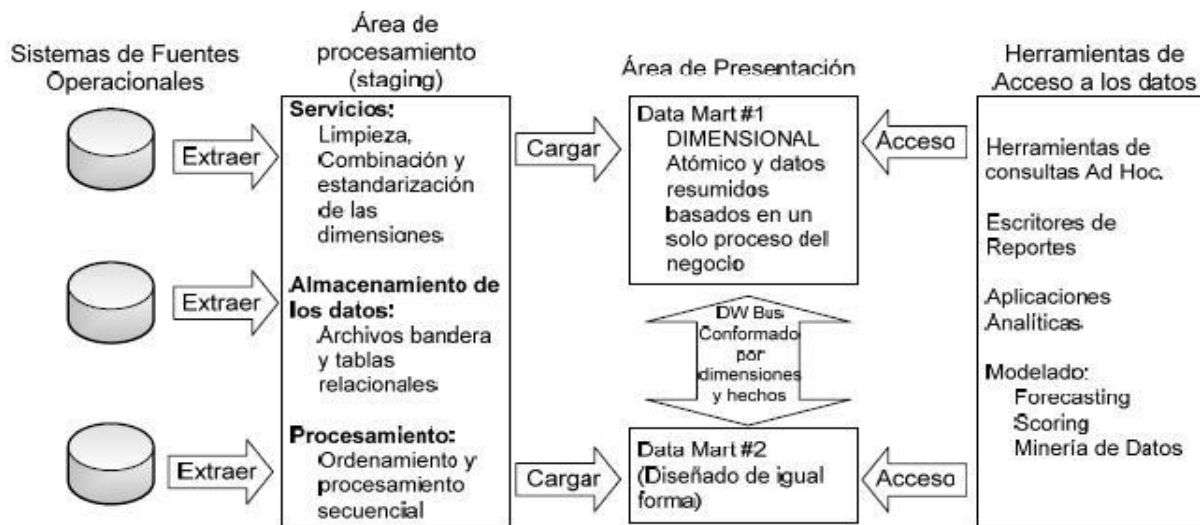 Sistemas de Fuentes
Operacionales
Extraer
Extraer
Extraer
Área de
procesamiento
(staging)
Servicios:
Limpieza,
Combinación y
estandarización
de las
dimensiones
Almacenamiento de
los datos:
Archivos bandera
y tablas
relacionales
Procesamiento:
Ordenamiento y
procesamiento
secuencial
Cargar
Cargar
Área de Presentación
Data Mart #1
DIMENSIONAL
Atómico y datos
resumidos
basados en un
solo proceso del
negocio
DW Bus
Conformado
por
dimensiones
y hechos
Data Mart #2
(Diseñado de igual
forma)
Acceso
Acceso
Herramientas de
Acceso a los datos
Herramientas de
consultas Ad Hoc.
Escritores de
Reportes
Aplicaciones
Analíticas.
Modelado:
Forecasting
Scoring
Minería de Datos